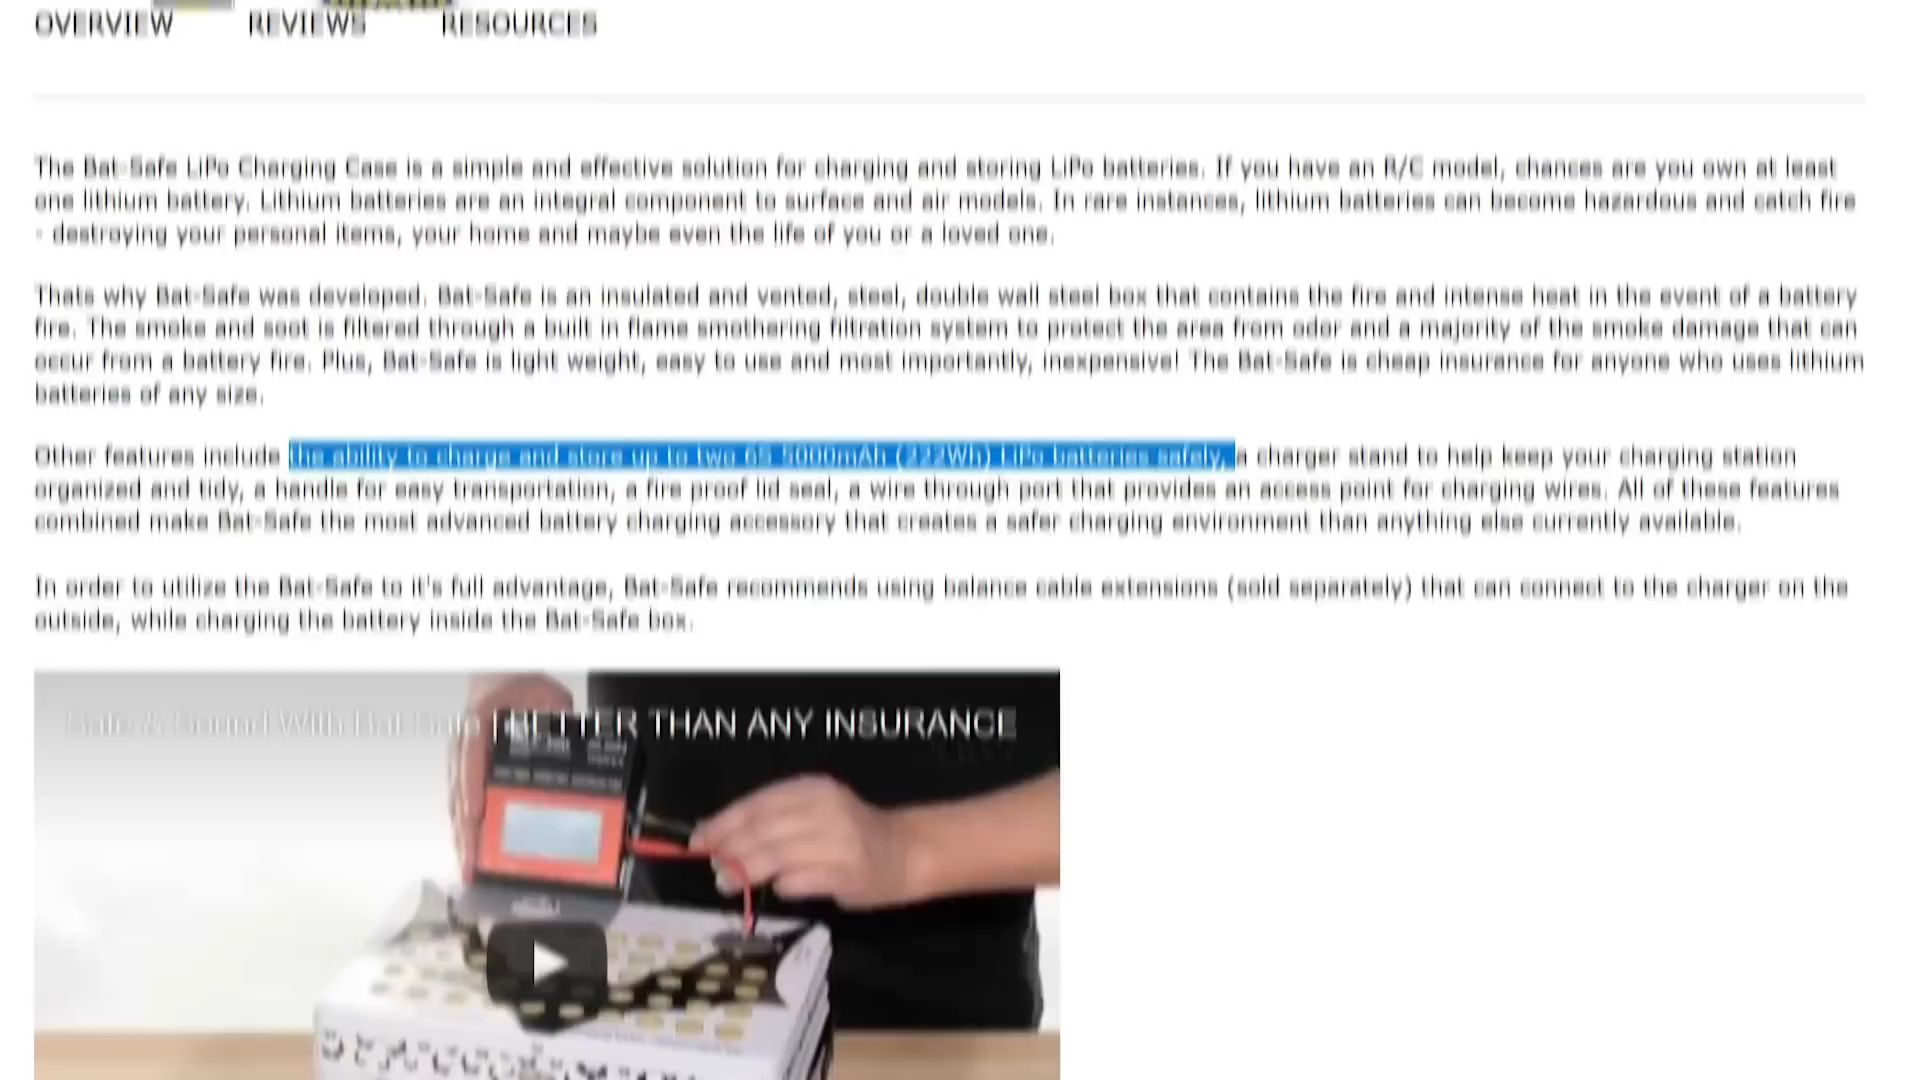 OVERVIEW REVIEWS RESOURCES
The Bat-Safe LiPo Charging Case is a simple and effective solution for charging and storing LiPo batteries. If you have an R/C model, chances are you own at least
one lithium battery. Lithium batteries are an integral component to surface and air models. In rare instances, lithium batteries can become hazardous and catch fire
- destroying your personal items, your home and maybe even the life of you or a loved one.
Thats why Bat-Safe was developed. Bat-Safe is an insulated and vented, steel, double wall steel box that contains the fire and intense heat in the event of a battery
fire. The smoke and soot is filtered through a built in flame smothering filtration system to protect the area from odor and a majority of the smoke damage that can
occur from a battery fire. Plus, Bat-Safe is light weight, easy to use and most importantly, inexpensive! The Bat-Safe is cheap insurance for anyone who uses lithium
batteries of any size.
Other features include the ability to charge and store up to two 6S 5000mAh (222Wh) LiPo batteries safely, a charger stand to help keep your charging station
organized and tidy, a handle for easy transportation, a fire proof lid seal, a wire through port that provides an access point for charging wires. All of these features
combined make Bat-Safe the most advanced battery charging accessory that creates a safer charging environment than anything else currently available.
In order to utilize the Bat-Safe to it's full advantage, Bat-Safe recommends using balance cable extensions (sold separately) that can connect to the charger on the
outside, while charging the battery inside the Bat-Safe box.
Safe & Sound With Bat-Safe | BETTER THAN ANY INSURANCE